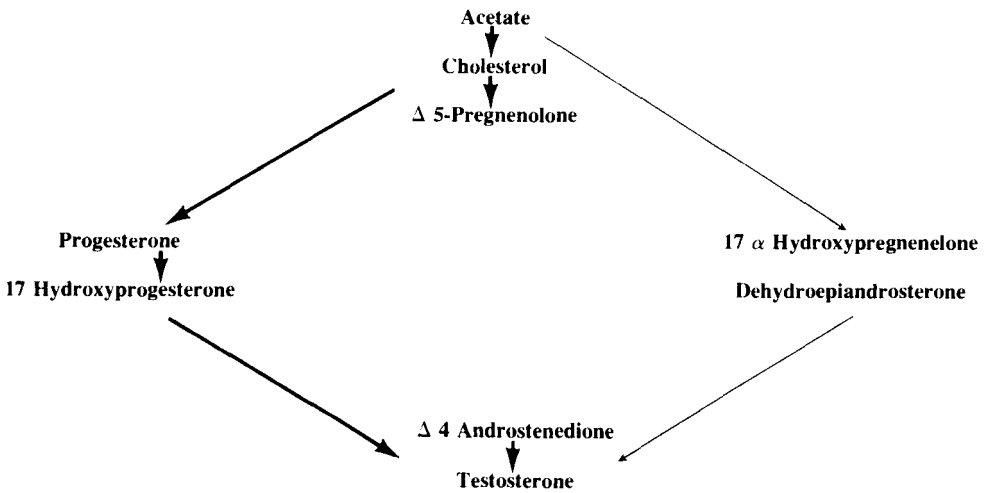 Acetate
Cholesterol
Δ 5-Pregnenolone
Progesterone
17 Hydroxyprogesterone
17 α Hydroxypregnenelone
Dehydroepiandrosterone
Δ 4 Androstenedione
Testosterone